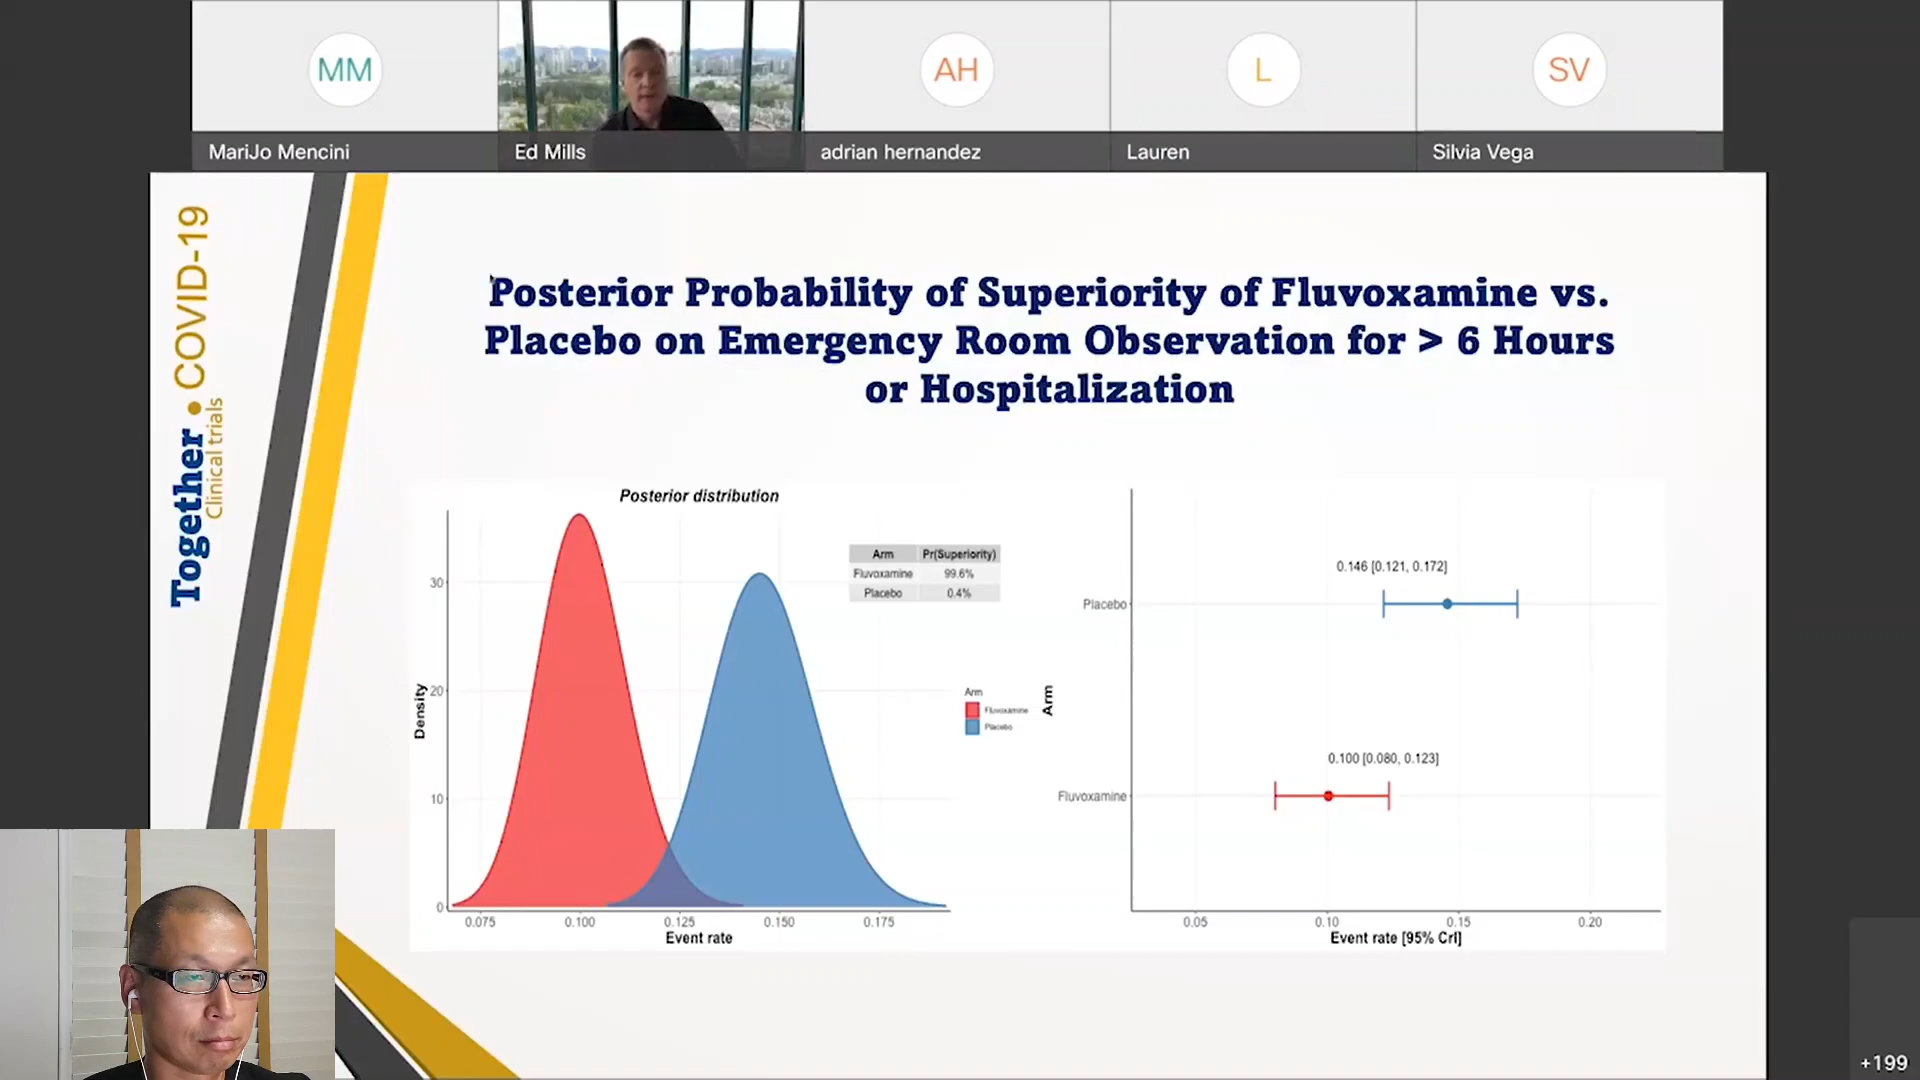 MM
AH
L
SV
MariJo Mencini
Ed Mills
adrian hernandez
Lauren
Silvia Vega
Together • COVID-19
Clinical trials
Posterior Probability of Superiority of Fluvoxamine vs.
Placebo on Emergency Room Observation for > 6 Hours
or Hospitalization
Posterior distribution
Density
30
20
10
0
0.075
0.100
0.125
0.150
0.175
Event rate
Arm Pr(Superiority)
Fluvoxamine 99.6%
Placebo 0.4%
Arm
Fluvoxamine
Placebo
Arm
Placebo
Fluvoxamine
0.146 [0.121, 0.172]
0.100 [0.080, 0.123]
0.05
0.10
0.15
0.20
Event rate [95% CrI]
+199